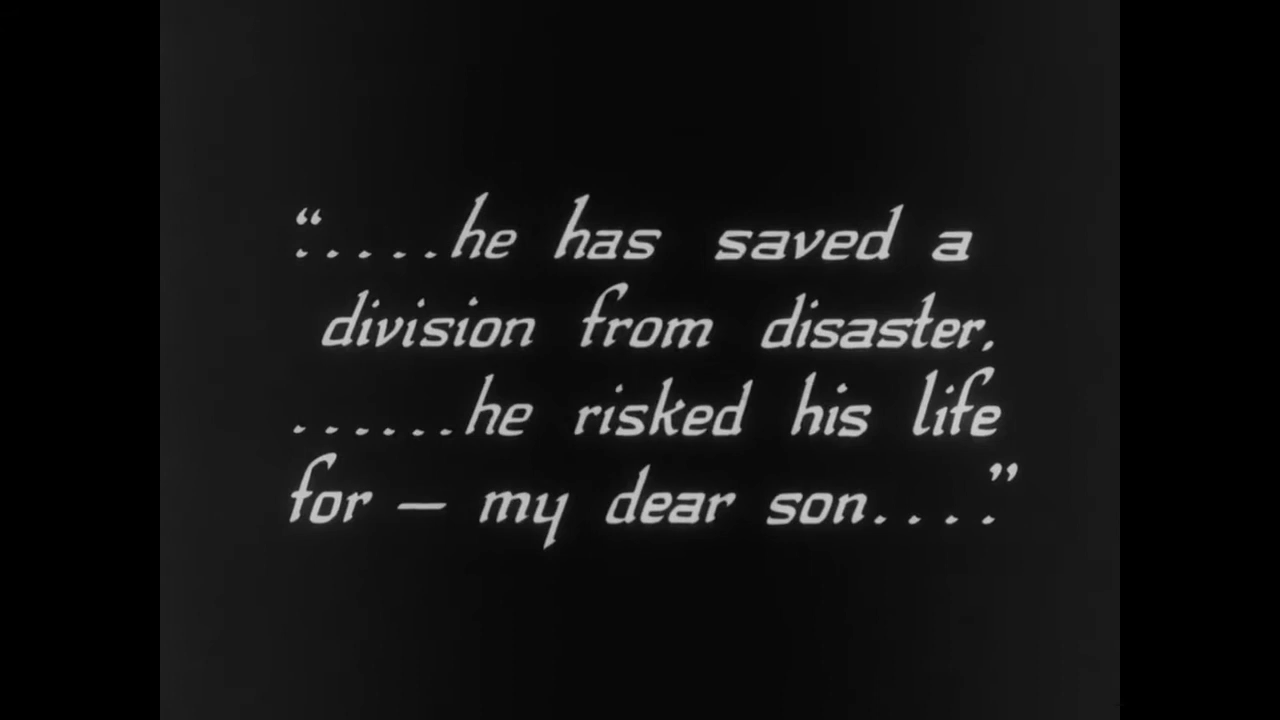 “.....he has saved a
division from disaster.
......he risked his life
for — my dear son....”